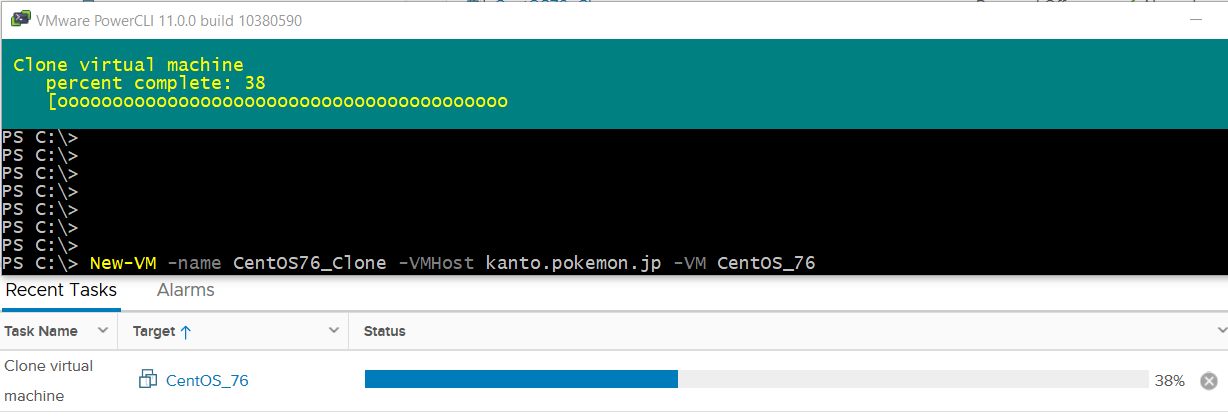 VMware PowerCLI 11.0.0 build 10380590
Clone virtual machine
percent complete: 38
[ooooooooooooooooooooooooooooooooooooooooo
PS C:\>
PS C:\>
PS C:\>
PS C:\>
PS C:\>
PS C:\>
PS C:\>
PS C:\> New-VM -name CentOS76_Clone -VMHost kanto.pokemon.jp -VM CentOS_76
Recent Tasks Alarms
Task Name Target Status
Clone virtual machine CentOS_76 38%